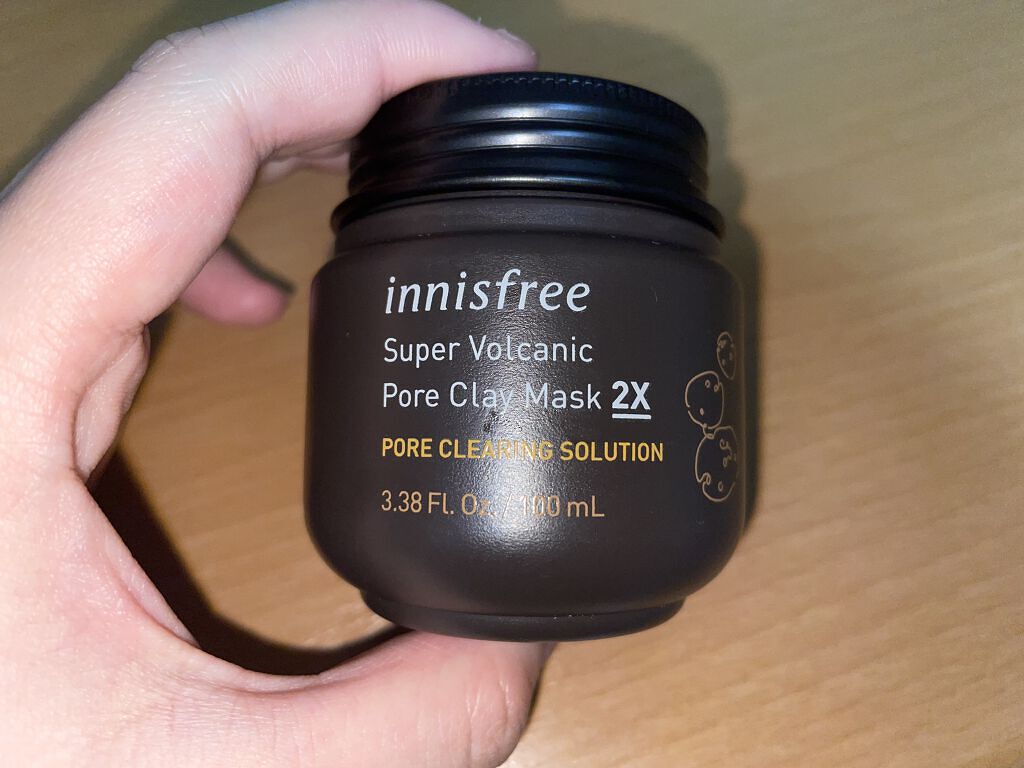 innisfree
Super Volcanic
Pore Clay Mask 2X
PORE CLEARING SOLUTION
3.38 Fl. Oz. / 100 mL